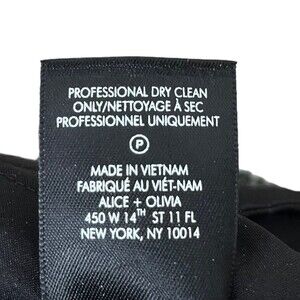 PROFESSIONAL DRY CLEAN
ONLY/NETTOYAGE À SEC
PROFESSIONNEL UNIQUEMENT
P
MADE IN VIETNAM
FABRIQUÉ AU VIÊT-NAM
ALICE + OLIVIA
450 W 14TH ST 11 FL
NEW YORK, NY 10014